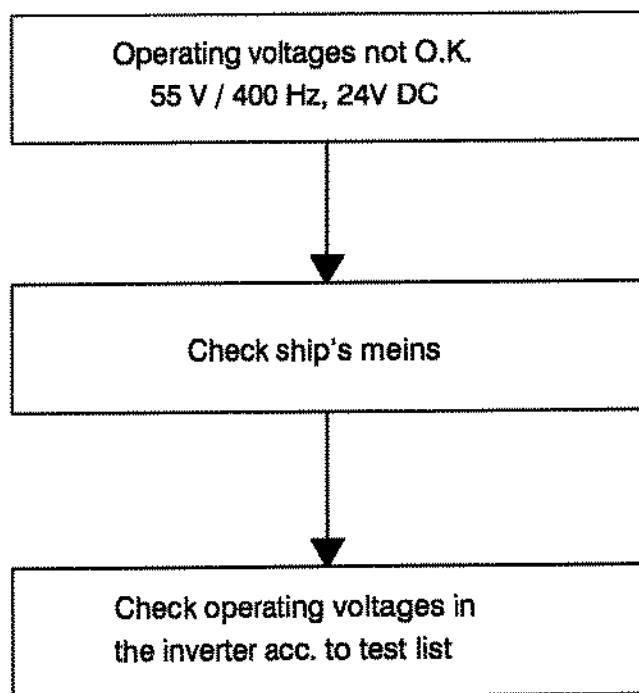 Operating voltages not O.K.
55 V / 400 Hz, 24V DC
Check ship's meins
Check operating voltages in
the inverter acc. to test list